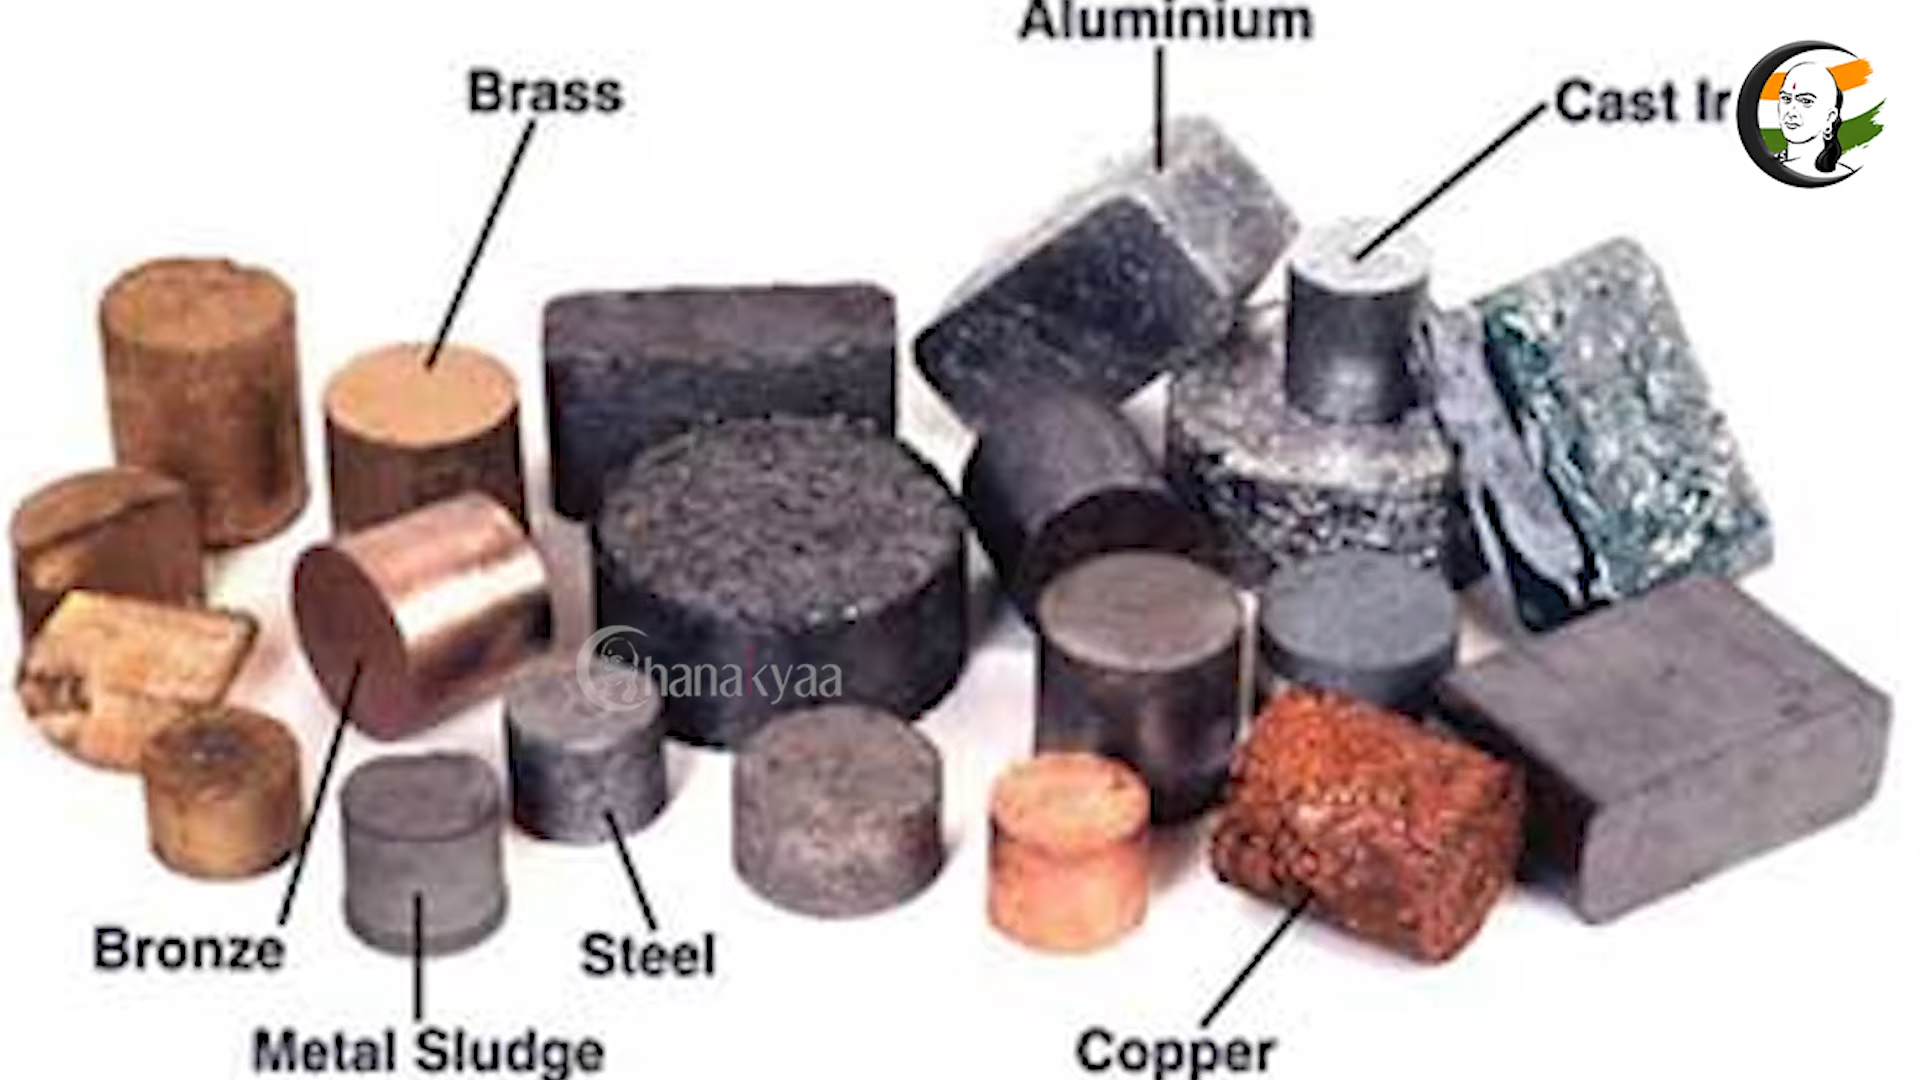 Aluminium
Brass
Cast Ir
hanakyaa
Bronze
Steel
Metal Sludge
Copper